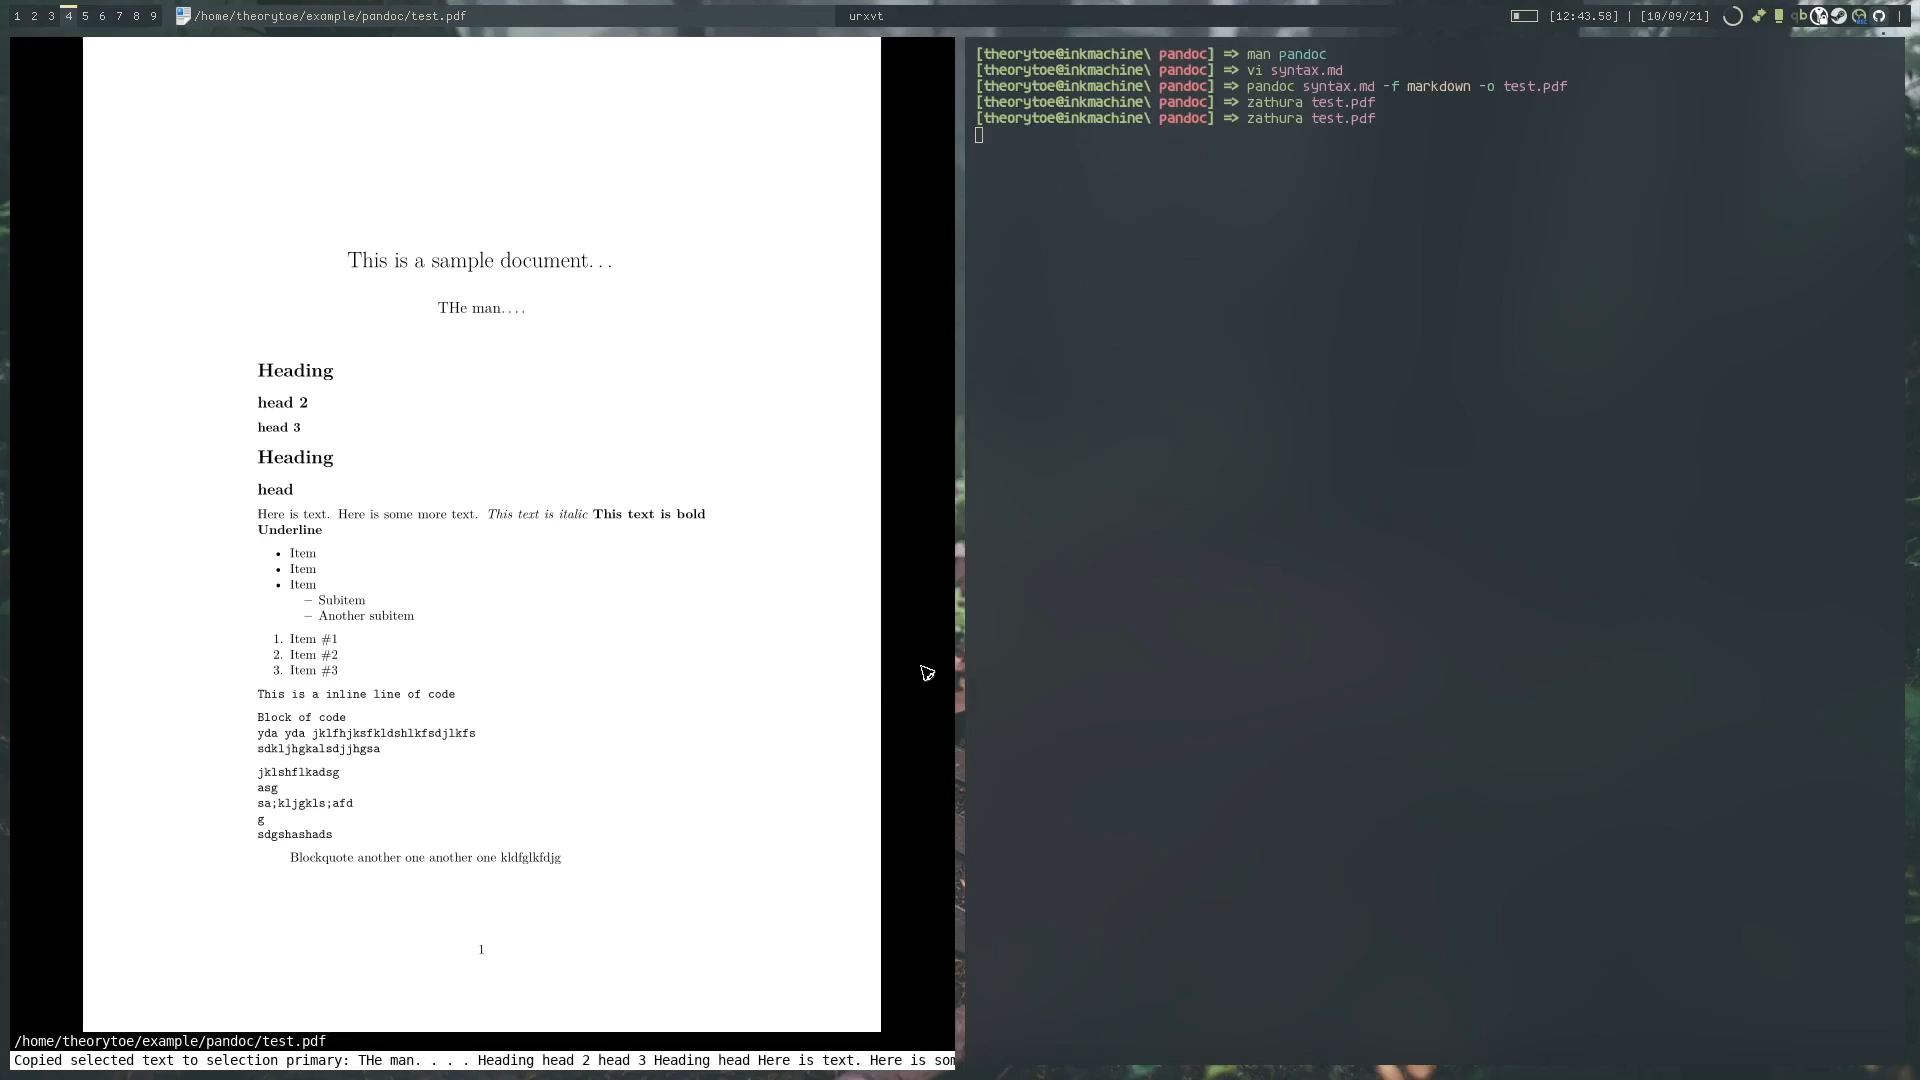 1 2 3 4 5 6 7 8 9 /home/theorytoe/example/pandoc/test.pdf urxvt [12:43.58] | [10/09/21] qb |
This is a sample document. . .
THe man. . . .
Heading
head 2
head 3
Heading
head
Here is text. Here is some more text. This text is italic This text is bold
Underline
• Item
• Item
• Item
– Subitem
– Another subitem
1. Item #1
2. Item #2
3. Item #3
This is a inline line of code
Block of code
yda yda jklfhjksfkldshlkfsdjlkfs
sdkljhgkalsdjjhgsa
jklshflkadsg
asg
sa;kljgkls;afd
g
sdgshashads
Blockquote another one another one kldfglkfdjg
1
/home/theorytoe/example/pandoc/test.pdf
Copied selected text to selection primary: THe man. . . . Heading head 2 head 3 Heading head Here is text. Here is som
[theorytoe@inkmachine\ pandoc] => man pandoc
[theorytoe@inkmachine\ pandoc] => vi syntax.md
[theorytoe@inkmachine\ pandoc] => pandoc syntax.md -f markdown -o test.pdf
[theorytoe@inkmachine\ pandoc] => zathura test.pdf
[theorytoe@inkmachine\ pandoc] => zathura test.pdf